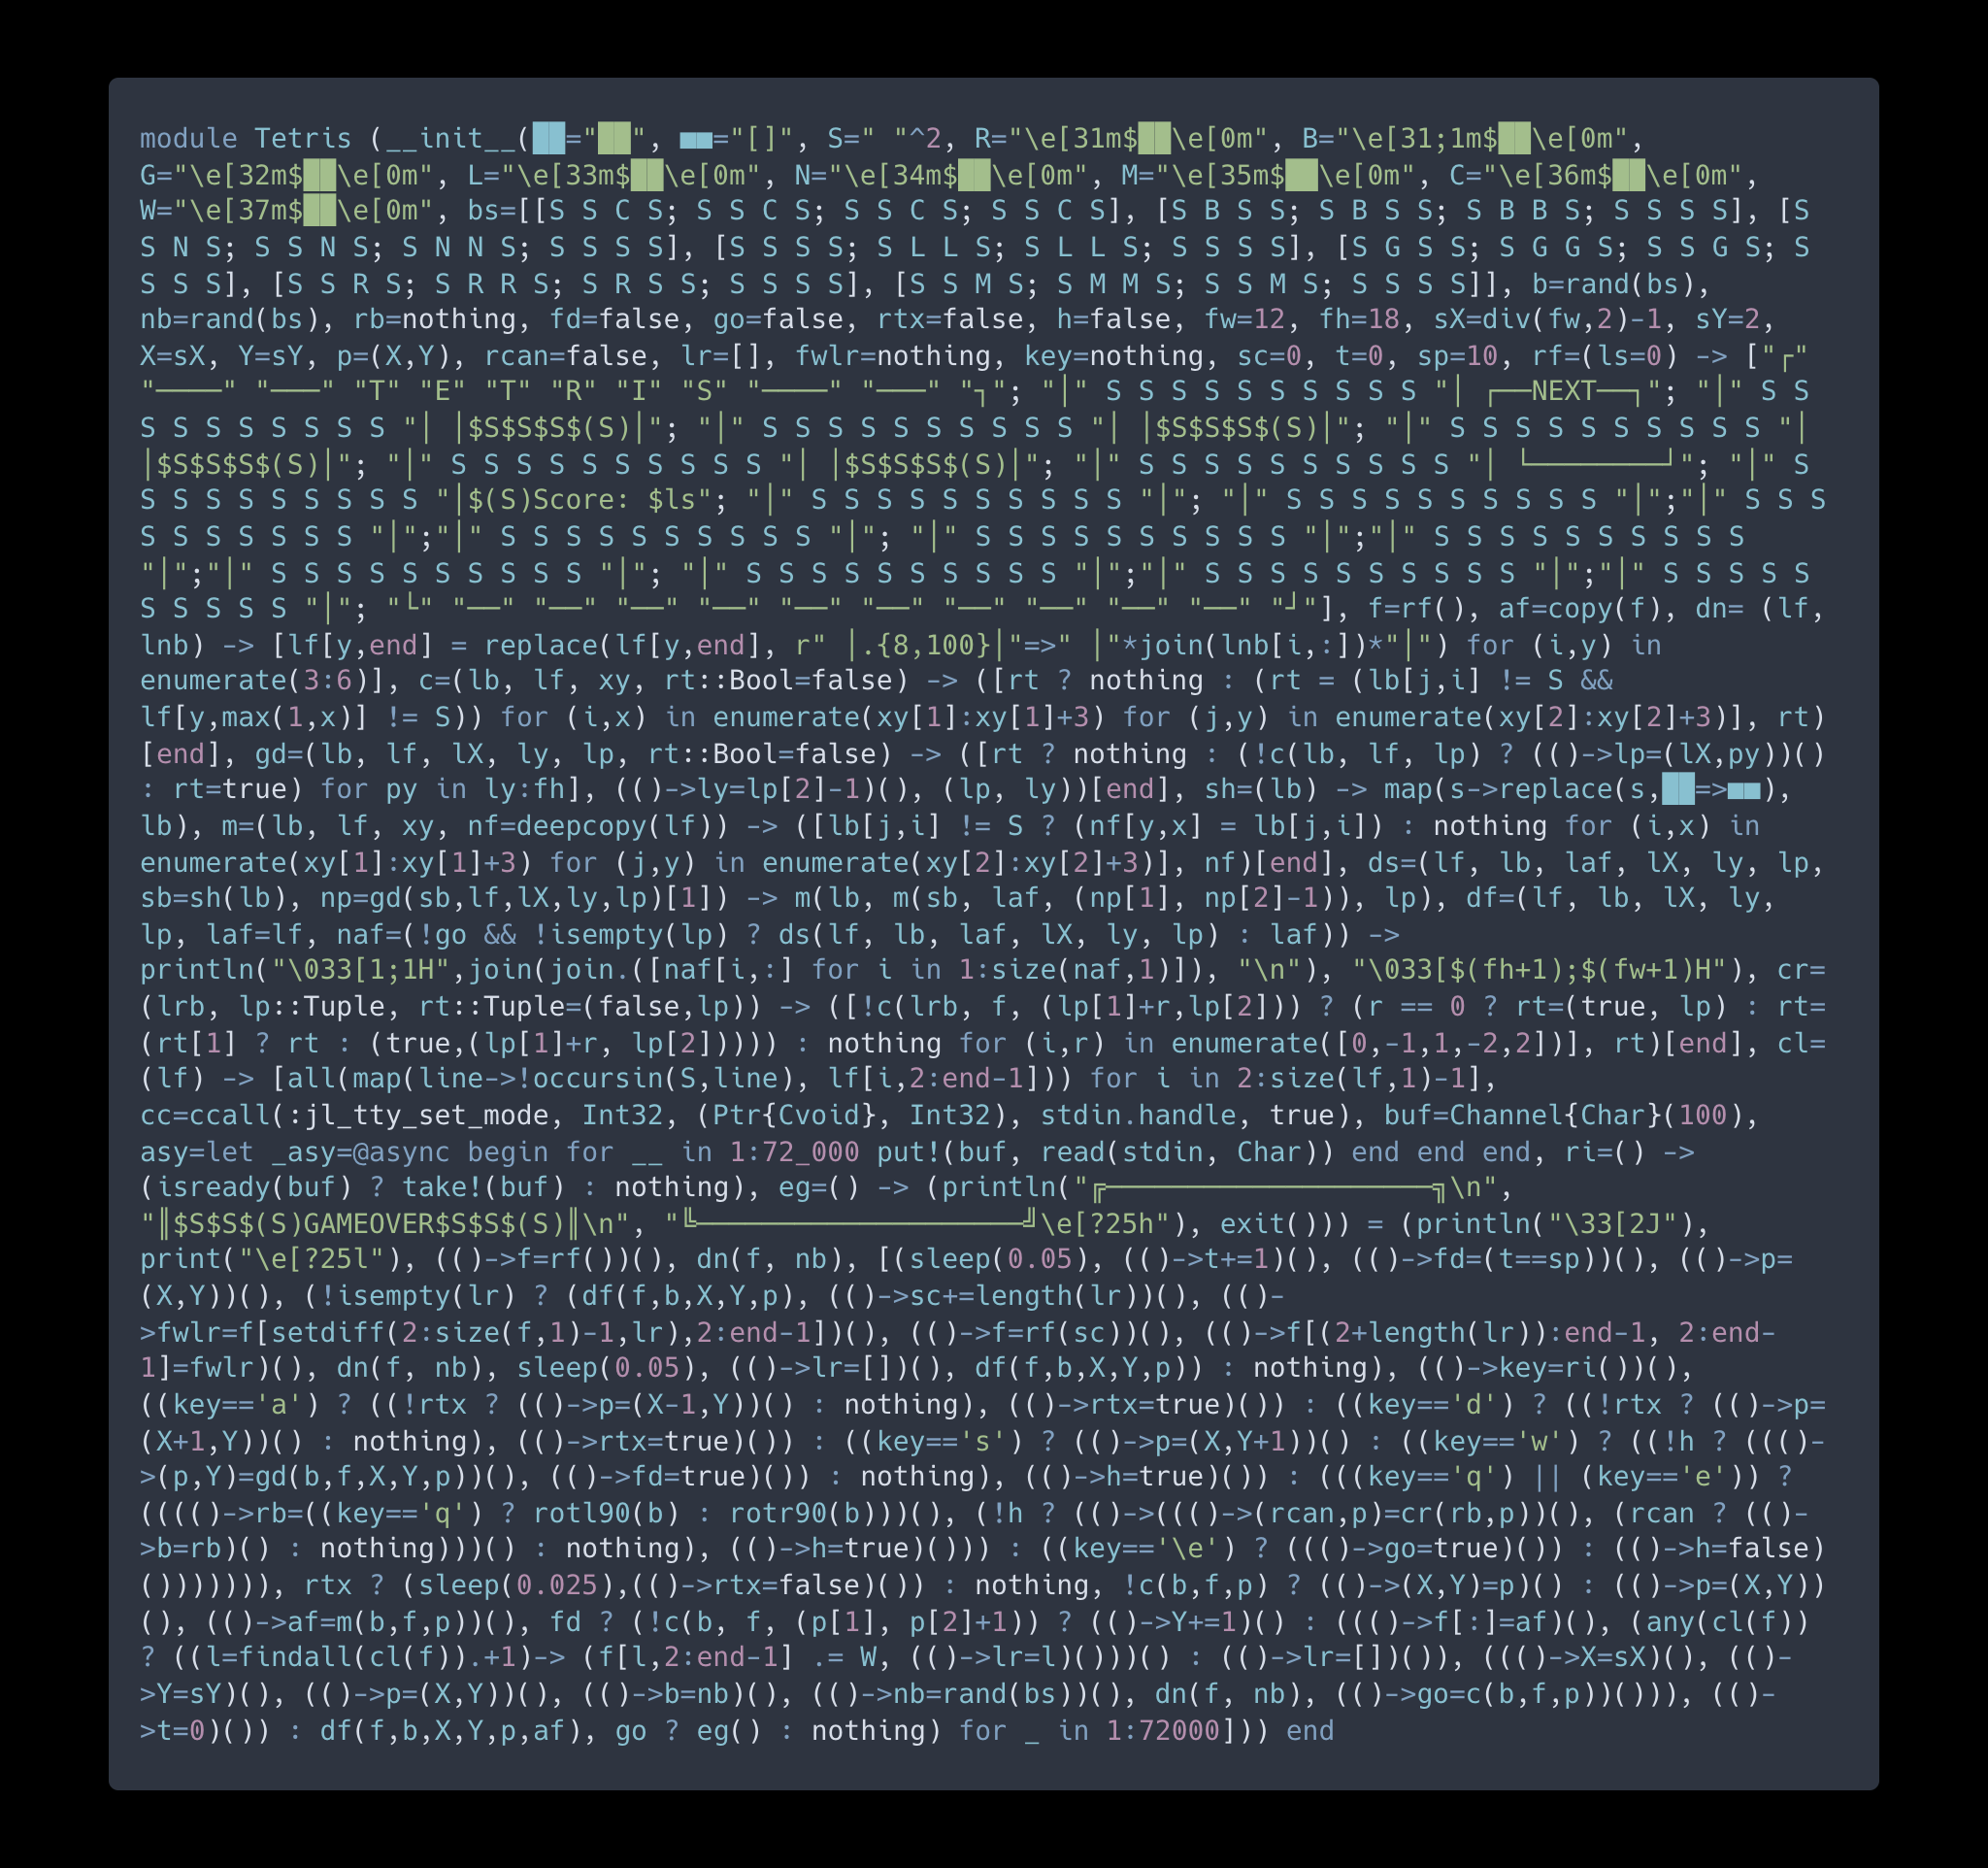 module Tetris (__init__(██="██", ■■="[]", S=" "^2, R="\e[31m$██\e[0m", B="\e[31;1m$██\e[0m",
G="\e[32m$██\e[0m", L="\e[33m$██\e[0m", N="\e[34m$██\e[0m", M="\e[35m$██\e[0m", C="\e[36m$██\e[0m",
W="\e[37m$██\e[0m", bs=[[S S C S; S S C S; S S C S; S S C S], [S B S S; S B S S; S B B S; S S S S], [S
S N S; S S N S; S N N S; S S S S], [S S S S; S L L S; S L L S; S S S S], [S G S S; S G G S; S S G S; S
S S S], [S S R S; S R R S; S R S S; S S S S], [S S M S; S M M S; S S M S; S S S S]], b=rand(bs),
nb=rand(bs), rb=nothing, fd=false, go=false, rtx=false, h=false, fw=12, fh=18, sX=div(fw,2)-1, sY=2,
X=sX, Y=sY, p=(X,Y), rcan=false, lr=[], fwlr=nothing, key=nothing, sc=0, t=0, sp=10, rf=(ls=0) -> ["┌"
"────" "───" "T" "E" "T" "R" "I" "S" "────" "───" "┐"; "│" S S S S S S S S S S "│ ┌──NEXT──┐"; "│" S S
S S S S S S S S "│ │$S$S$S$(S)│"; "│" S S S S S S S S S S "│ │$S$S$S$(S)│"; "│" S S S S S S S S S S "│
│$S$S$S$(S)│"; "│" S S S S S S S S S S "│ │$S$S$S$(S)│"; "│" S S S S S S S S S S "│ └────────┘"; "│" S
S S S S S S S S S "│$(S)Score: $ls"; "│" S S S S S S S S S S "│"; "│" S S S S S S S S S S "│";"│" S S S
S S S S S S S "│";"│" S S S S S S S S S S "│"; "│" S S S S S S S S S S "│";"│" S S S S S S S S S S
"│";"│" S S S S S S S S S S "│"; "│" S S S S S S S S S S "│";"│" S S S S S S S S S S "│";"│" S S S S S
S S S S S "│"; "└" "──" "──" "──" "──" "──" "──" "──" "──" "──" "──" "┘"], f=rf(), af=copy(f), dn= (lf,
lnb) -> [lf[y,end] = replace(lf[y,end], r" │.{8,100}│"=>" │"*join(lnb[i,:])*"│") for (i,y) in
enumerate(3:6)], c=(lb, lf, xy, rt::Bool=false) -> ([rt ? nothing : (rt = (lb[j,i] != S &&
lf[y,max(1,x)] != S)) for (i,x) in enumerate(xy[1]:xy[1]+3) for (j,y) in enumerate(xy[2]:xy[2]+3)], rt)
[end], gd=(lb, lf, lX, ly, lp, rt::Bool=false) -> ([rt ? nothing : (!c(lb, lf, lp) ? (()->lp=(lX,py))()
: rt=true) for py in ly:fh], (()->ly=lp[2]-1)(), (lp, ly))[end], sh=(lb) -> map(s->replace(s,██=>■■),
lb), m=(lb, lf, xy, nf=deepcopy(lf)) -> ([lb[j,i] != S ? (nf[y,x] = lb[j,i]) : nothing for (i,x) in
enumerate(xy[1]:xy[1]+3) for (j,y) in enumerate(xy[2]:xy[2]+3)], nf)[end], ds=(lf, lb, laf, lX, ly, lp,
sb=sh(lb), np=gd(sb,lf,lX,ly,lp)[1]) -> m(lb, m(sb, laf, (np[1], np[2]-1)), lp), df=(lf, lb, lX, ly,
lp, laf=lf, naf=(!go && !isempty(lp) ? ds(lf, lb, laf, lX, ly, lp) : laf)) ->
println("\033[1;1H",join(join.([naf[i,:] for i in 1:size(naf,1)]), "\n"), "\033[$(fh+1);$(fw+1)H"), cr=
(lrb, lp::Tuple, rt::Tuple=(false,lp)) -> ([!c(lrb, f, (lp[1]+r,lp[2])) ? (r == 0 ? rt=(true, lp) : rt=
(rt[1] ? rt : (true,(lp[1]+r, lp[2])))) : nothing for (i,r) in enumerate([0,-1,1,-2,2])], rt)[end], cl=
(lf) -> [all(map(line->!occursin(S,line), lf[i,2:end-1])) for i in 2:size(lf,1)-1],
cc=ccall(:jl_tty_set_mode, Int32, (Ptr{Cvoid}, Int32), stdin.handle, true), buf=Channel{Char}(100),
asy=let _asy=@async begin for __ in 1:72_000 put!(buf, read(stdin, Char)) end end end, ri=() ->
(isready(buf) ? take!(buf) : nothing), eg=() -> (println("╔════════════════════╗\n",
"║$S$S$(S)GAMEOVER$S$S$(S)║\n", "╚════════════════════╝\e[?25h"), exit())) = (println("\33[2J"),
print("\e[?25l"), (()->f=rf())(), dn(f, nb), [(sleep(0.05), (()->t+=1)(), (()->fd=(t==sp))(), (()->p=
(X,Y))(), (!isempty(lr) ? (df(f,b,X,Y,p), (()->sc+=length(lr))(), (()-
>fwlr=f[setdiff(2:size(f,1)-1,lr),2:end-1])(), (()->f=rf(sc))(), (()->f[(2+length(lr)):end-1, 2:end-
1]=fwlr)(), dn(f, nb), sleep(0.05), (()->lr=[])(), df(f,b,X,Y,p)) : nothing), (()->key=ri())(),
((key=='a') ? ((!rtx ? (()->p=(X-1,Y))() : nothing), (()->rtx=true)()) : ((key=='d') ? ((!rtx ? (()->p=
(X+1,Y))() : nothing), (()->rtx=true)()) : ((key=='s') ? (()->p=(X,Y+1))() : ((key=='w') ? ((!h ? ((()-
>(p,Y)=gd(b,f,X,Y,p))(), (()->fd=true)()) : nothing), (()->h=true)()) : (((key=='q') || (key=='e')) ?
((((()->rb=((key=='q') ? rotl90(b) : rotr90(b)))(), (!h ? (()->((()->(rcan,p)=cr(rb,p))(), (rcan ? (()-
>b=rb)() : nothing)))() : nothing), (()->h=true)())) : ((key=='\e') ? ((()->go=true)()) : (()->h=false)
()))))))), rtx ? (sleep(0.025),(()->rtx=false)()) : nothing, !c(b,f,p) ? (()->(X,Y)=p)() : (()->p=(X,Y))
(), (()->af=m(b,f,p))(), fd ? (!c(b, f, (p[1], p[2]+1)) ? (()->Y+=1)() : ((()->f[:]=af)(), (any(cl(f))
? ((l=findall(cl(f)).+1)-> (f[l,2:end-1] .= W, (()->lr=l)()))() : (()->lr=[])()), ((()->X=sX)(), (()-
>Y=sY)(), (()->p=(X,Y))(), (()->b=nb)(), (()->nb=rand(bs))(), dn(f, nb), (()->go=c(b,f,p))())), (()-
>t=0)()) : df(f,b,X,Y,p,af), go ? eg() : nothing) for _ in 1:72000])) end